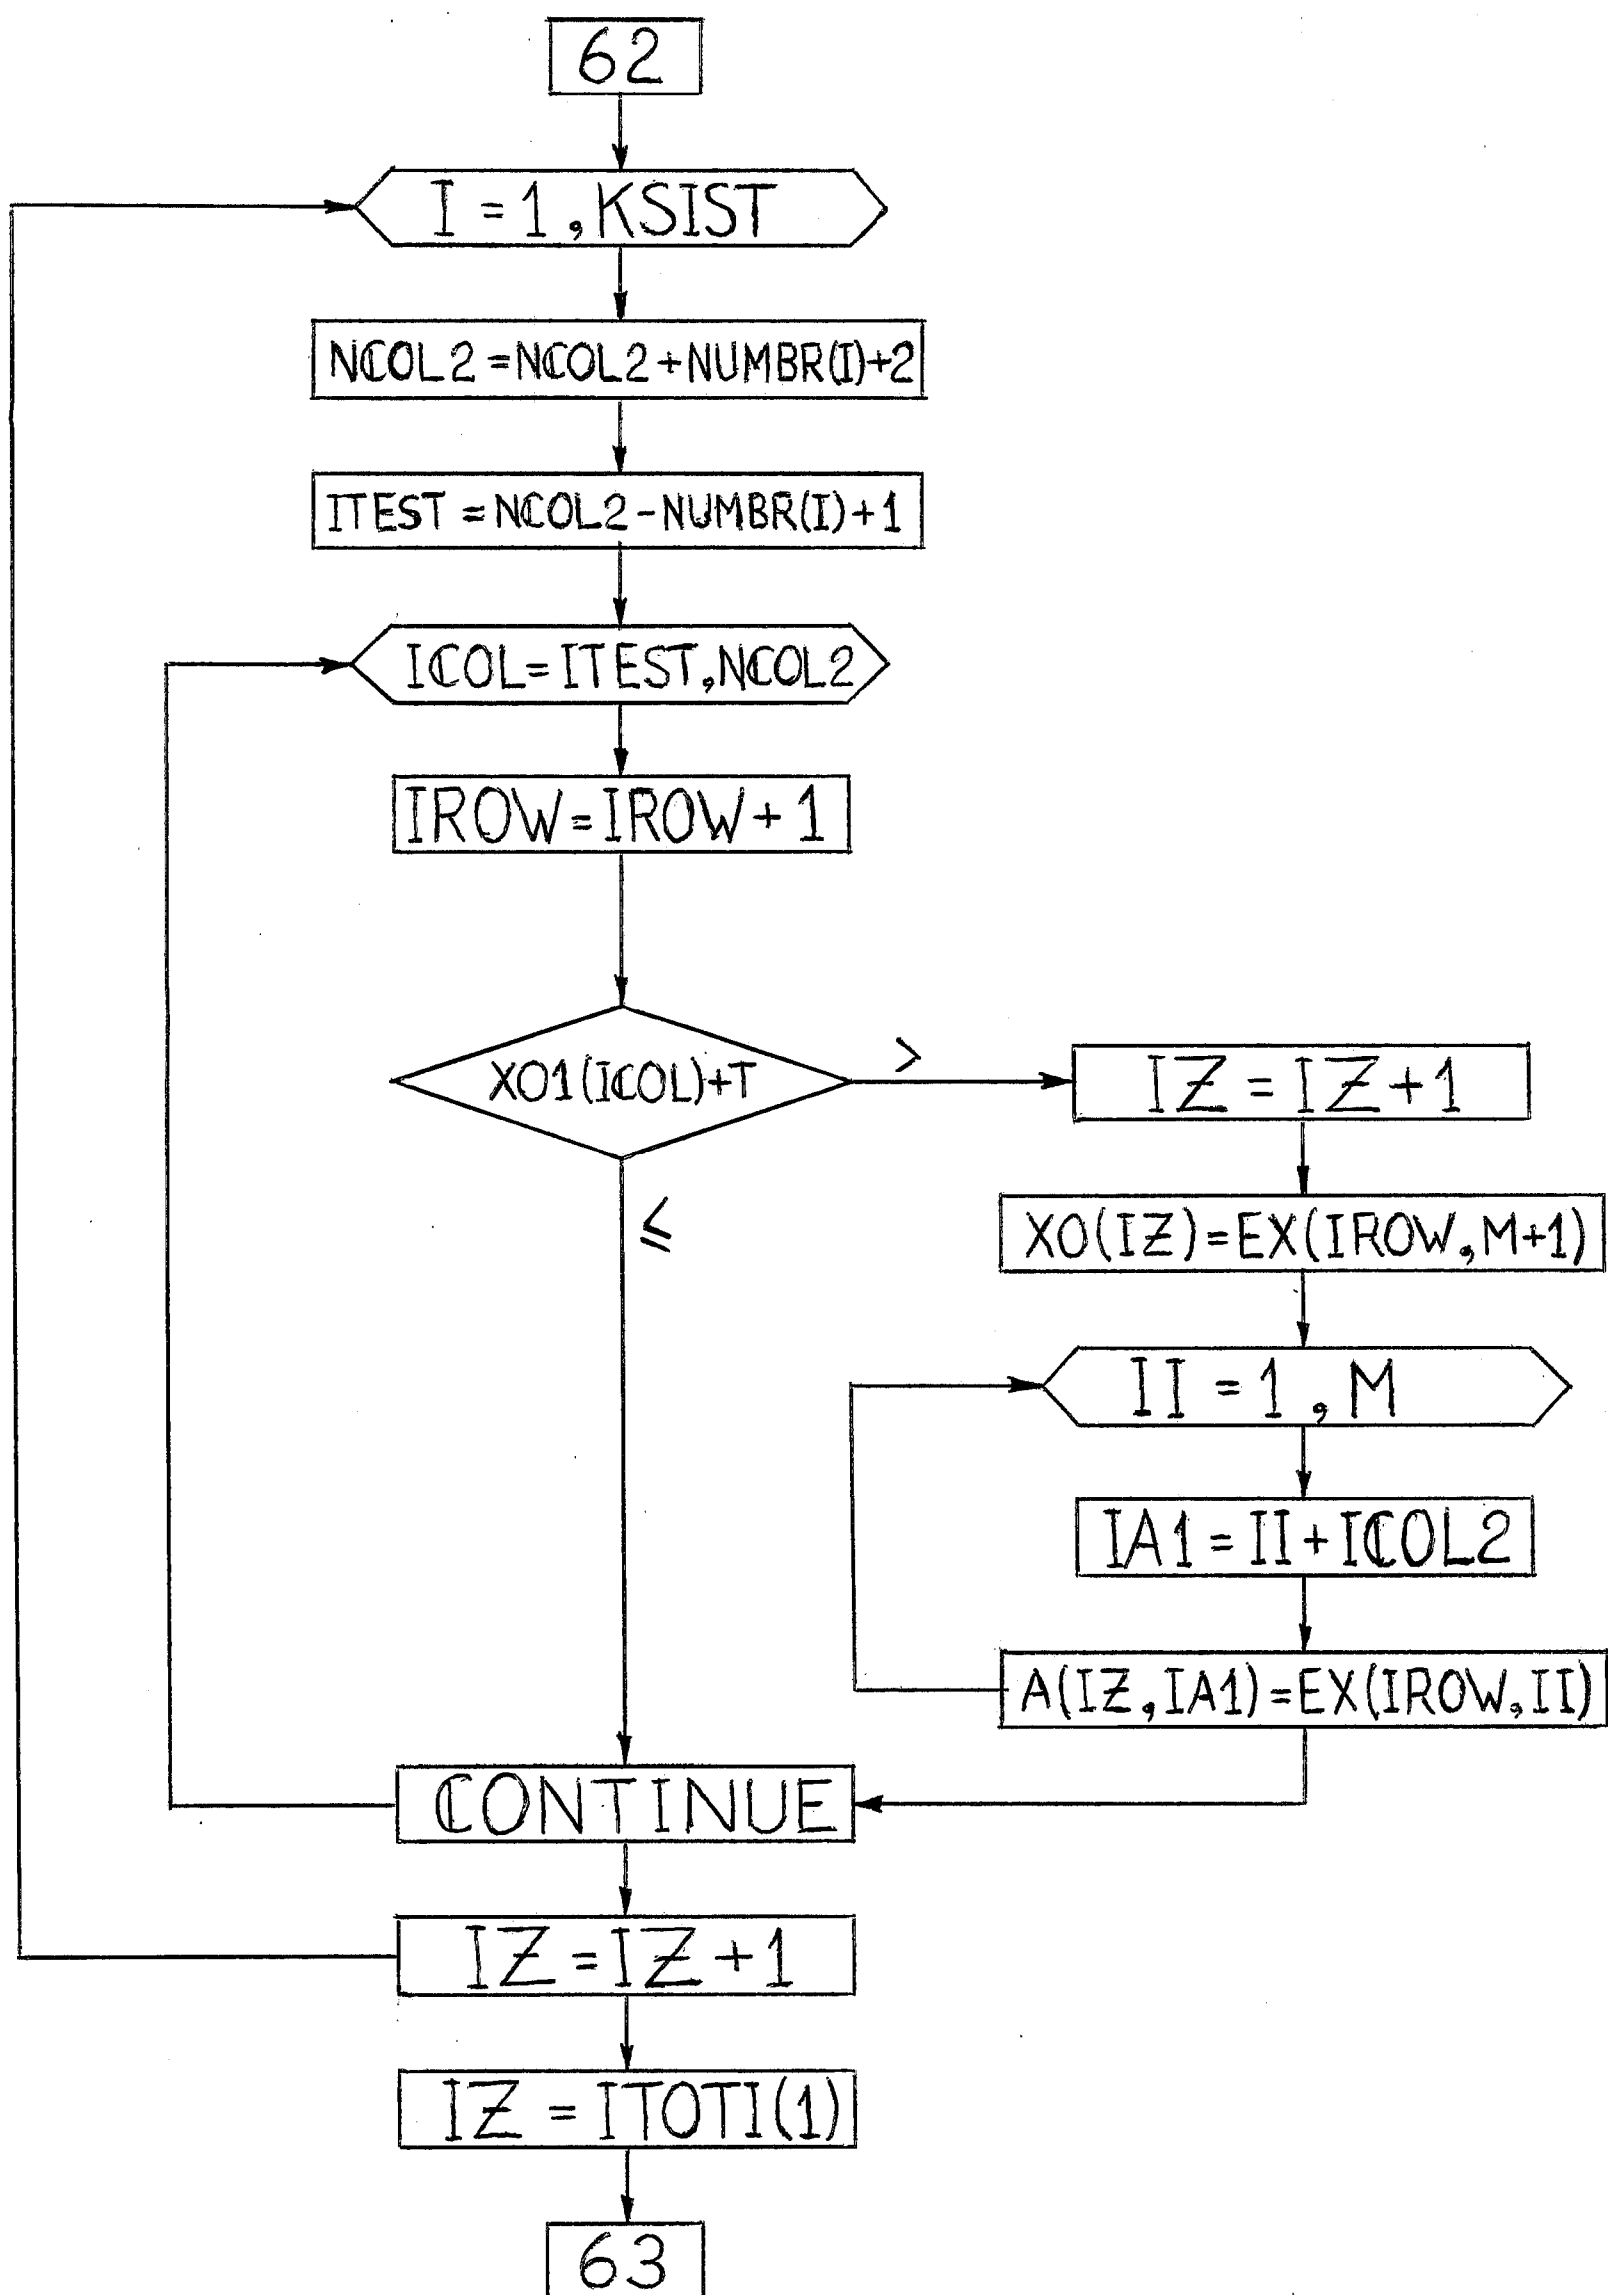 62
I = 1 , KSIST
NCOL2 = NCOL2 + NUMBR(I) + 2
ITEST = NCOL2 - NUMBR(I) + 1
ICOL = ITEST , NCOL2
IROW = IROW + 1
XO1(ICOL) + T
>
≤
IZ = IZ + 1
XO(IZ) = EX(IROW , M+1)
II = 1 , M
IA1 = II + ICOL2
A(IZ , IA1) = EX(IROW , II)
CONTINUE
IZ = IZ + 1
IZ = ITOTI(1)
63